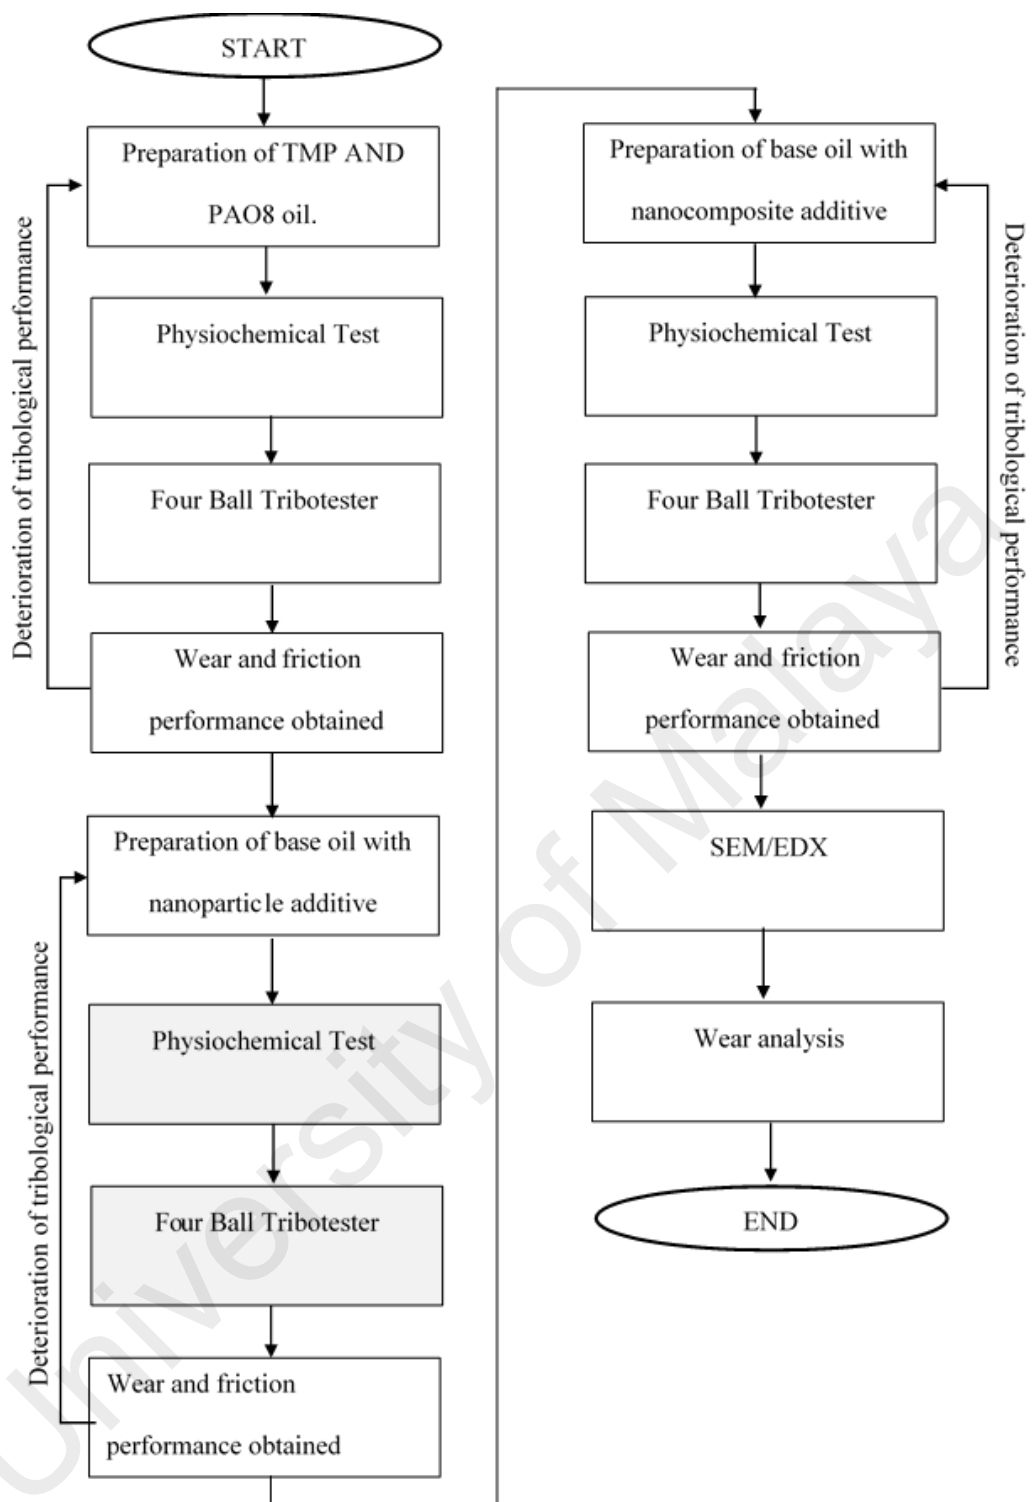 START
Preparation of TMP AND
PAO8 oil.
Physiochemical Test
Four Ball Tribotester
Wear and friction
performance obtained
Deterioration of tribological performance
Preparation of base oil with
nanoparticle additive
Physiochemical Test
Four Ball Tribotester
Wear and friction
performance obtained
Deterioration of tribological performance
Preparation of base oil with
nanocomposite additive
Physiochemical Test
Four Ball Tribotester
Wear and friction
performance obtained
Deterioration of tribological performance
SEM/EDX
Wear analysis
END
University of Malaya